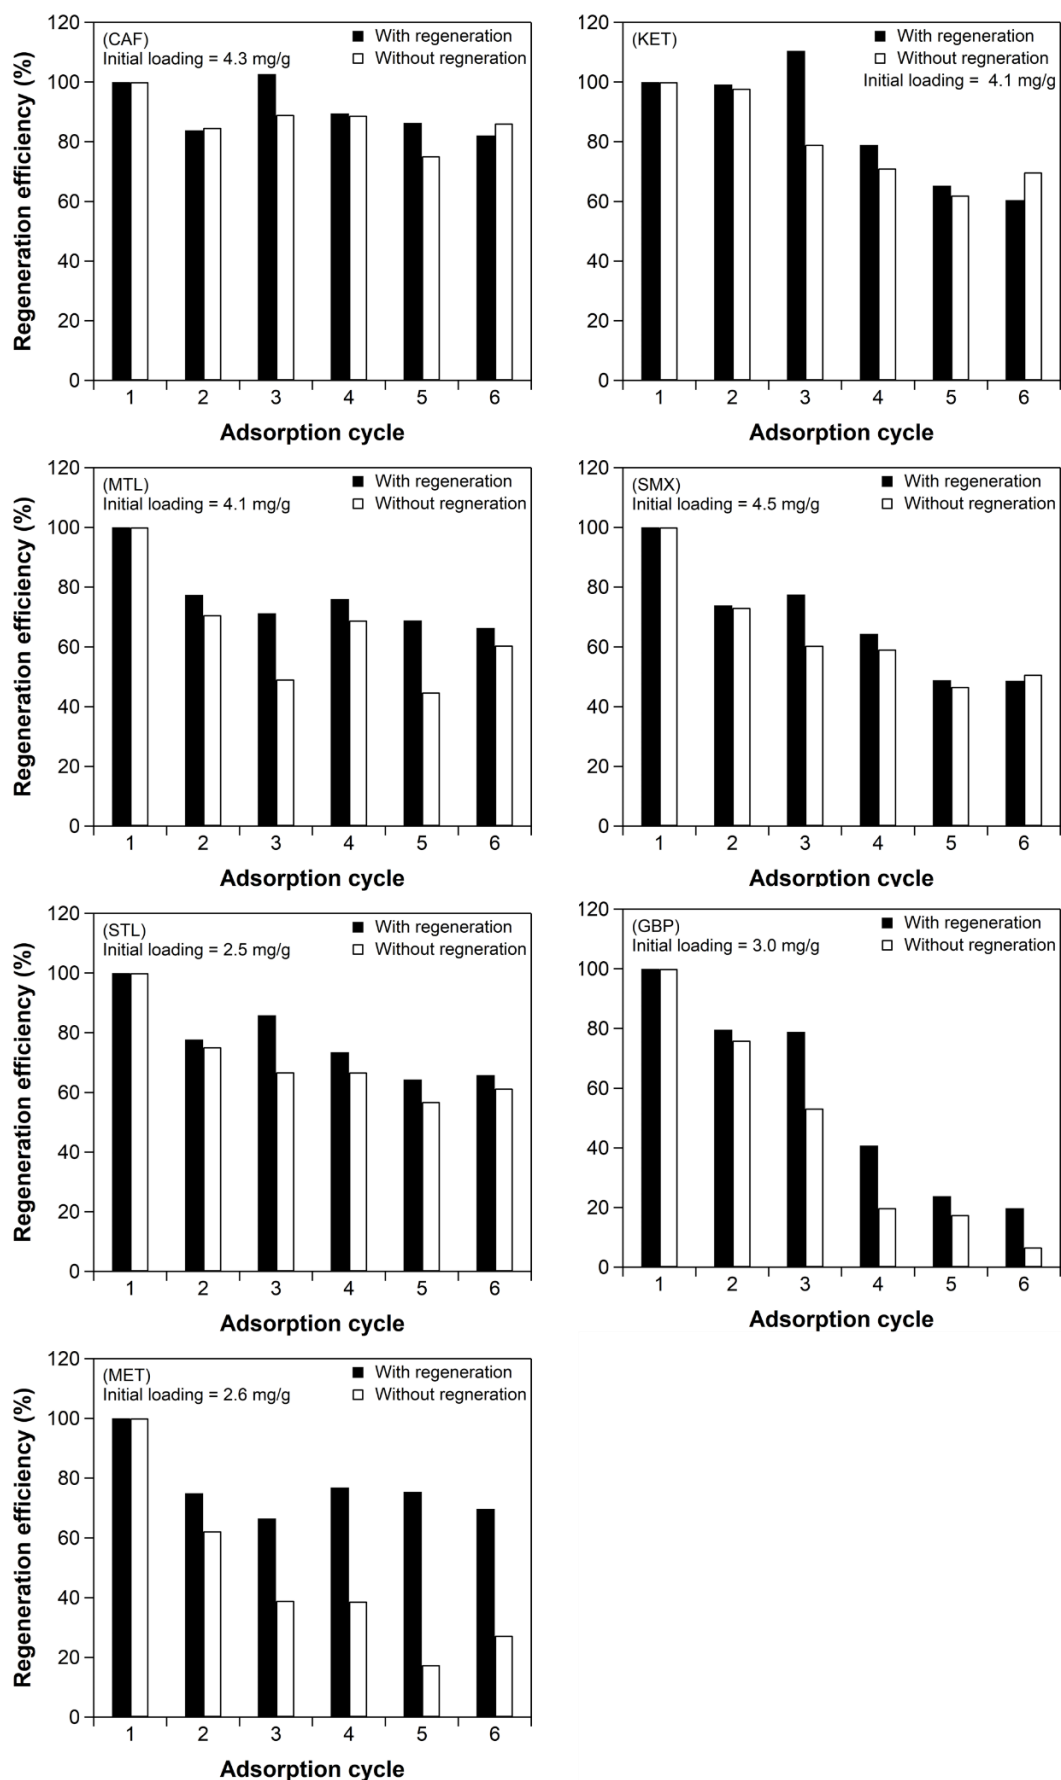 (CAF)
Initial loading = 4.3 mg/g
With regeneration
Without regneration
Regeneration efficiency (%)
120
100
80
60
40
20
0
1 2 3 4 5 6
Adsorption cycle
(KET)
With regeneration
Without regneration
Initial loading = 4.1 mg/g
120
100
80
60
40
20
0
1 2 3 4 5 6
Adsorption cycle
(MTL)
Initial loading = 4.1 mg/g
With regeneration
Without regneration
Regeneration efficiency (%)
120
100
80
60
40
20
0
1 2 3 4 5 6
Adsorption cycle
(SMX)
Initial loading = 4.5 mg/g
With regeneration
Without regneration
120
100
80
60
40
20
0
1 2 3 4 5 6
Adsorption cycle
(STL)
Initial loading = 2.5 mg/g
With regeneration
Without regneration
Regeneration efficiency (%)
120
100
80
60
40
20
0
1 2 3 4 5 6
Adsorption cycle
(GBP)
Initial loading = 3.0 mg/g
With regeneration
Without regneration
120
100
80
60
40
20
0
1 2 3 4 5 6
Adsorption cycle
(MET)
Initial loading = 2.6 mg/g
With regeneration
Without regneration
Regeneration efficiency (%)
120
100
80
60
40
20
0
1 2 3 4 5 6
Adsorption cycle